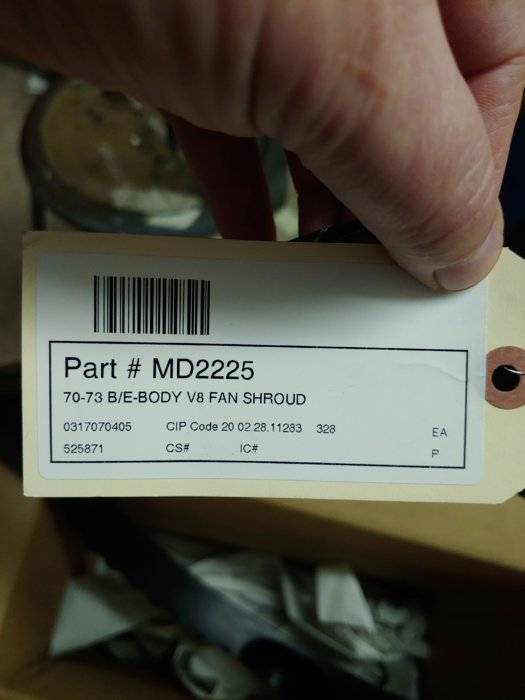 Part # MD2225
70-73 B/E-BODY V8 FAN SHROUD
0317070405 CIP Code 20 02.28.11283 328 EA
525871 CS# IC# P